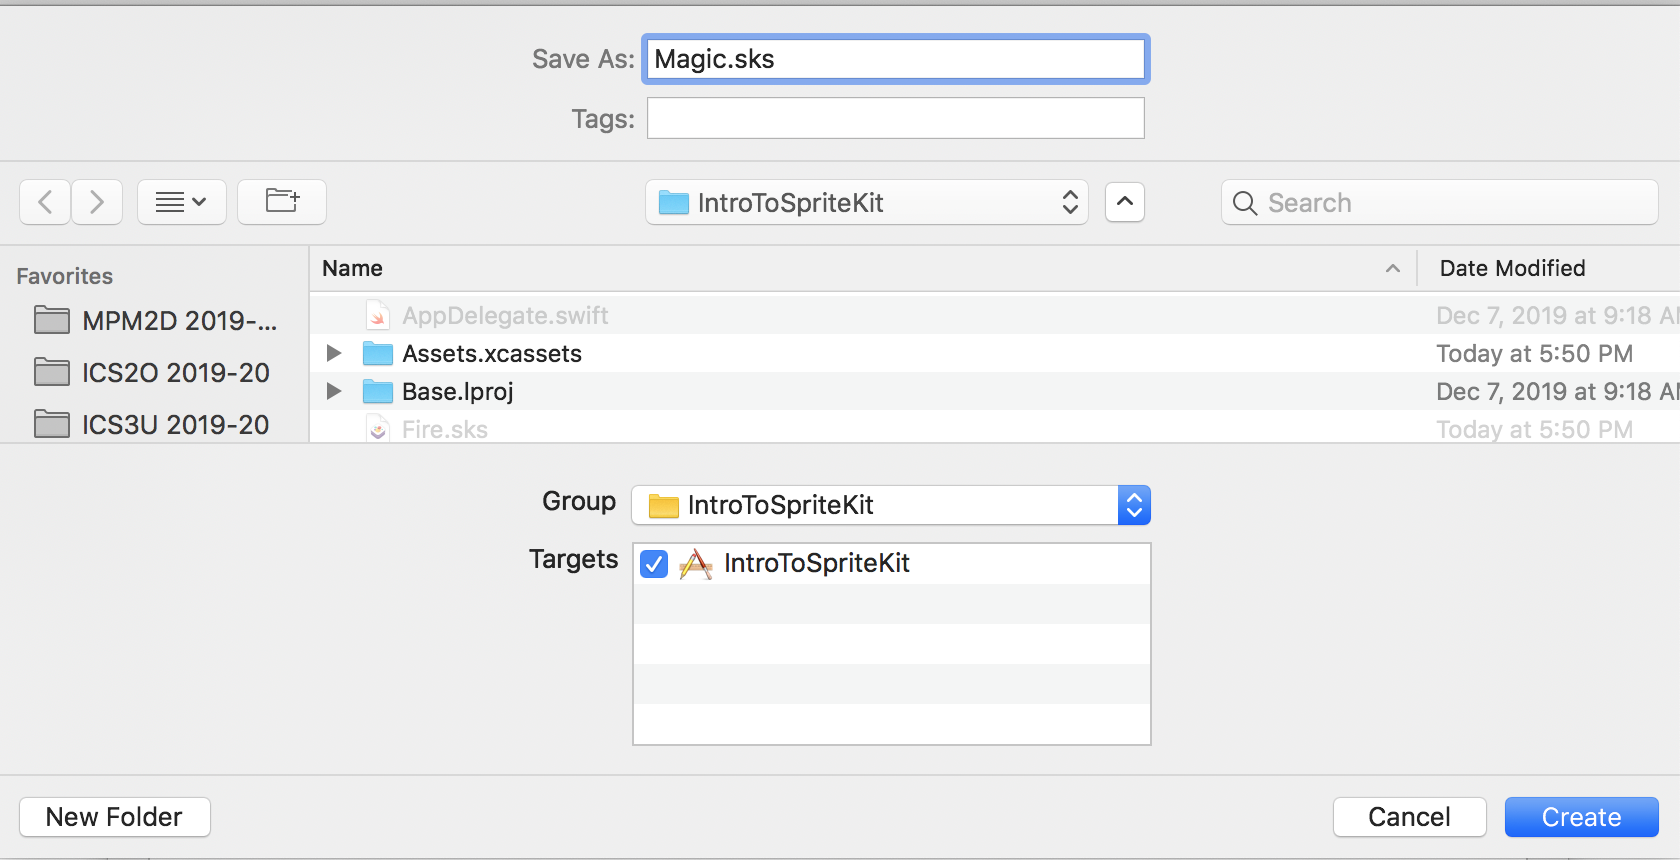 Save As: Magic.sks
Tags:
IntroToSpriteKit
Search
Favorites
MPM2D 2019-...
ICS2O 2019-20
ICS3U 2019-20
Name Date Modified
AppDelegate.swift Dec 7, 2019 at 9:18 AM
Assets.xcassets Today at 5:50 PM
Base.lproj Dec 7, 2019 at 9:18 AM
Fire.sks Today at 5:50 PM
Group IntroToSpriteKit
Targets IntroToSpriteKit
New Folder Cancel Create